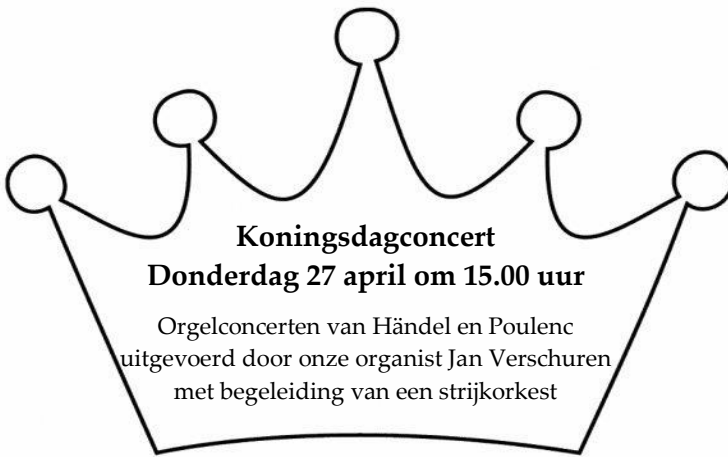 Koningsdagconcert
Donderdag 27 april om 15.00 uur
Orgelconcerten van Händel en Poulenc
uitgevoerd door onze organist Jan Verschuren
met begeleiding van een strijkorkest